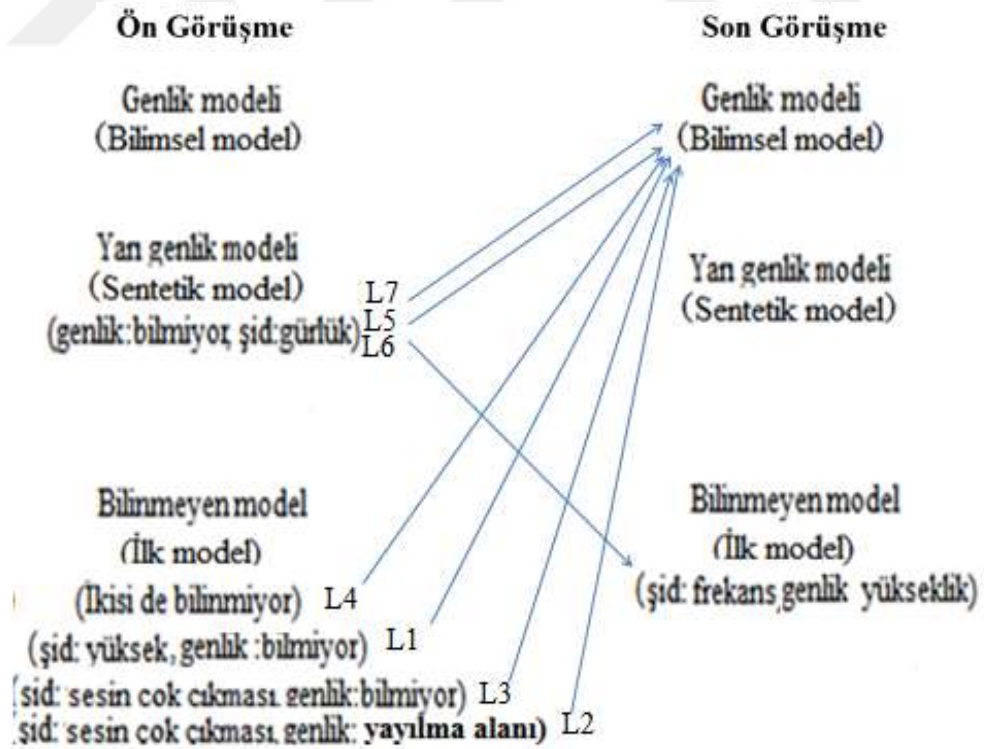 Ön Görüşme
Son Görüşme
Genlik modeli
(Bilimsel model)
Genlik modeli
(Bilimsel model)
Yarı genlik modeli
(Sentetik model)
(genlik:bilmiyor, şid:gürlük)
L7
L5
L6
Yarı genlik modeli
(Sentetik model)
Bilinmeyen model
(İlk model)
(İkisi de bilinmiyor) L4
(şid: yüksek, genlik :bilmiyor) L1
(şid: sesin çok çıkması, genlik:bilmiyor) L3
(şid: sesin çok çıkması, genlik: yayılma alanı) L2
Bilinmeyen model
(İlk model)
(şid: frekans, genlik yükseklik)